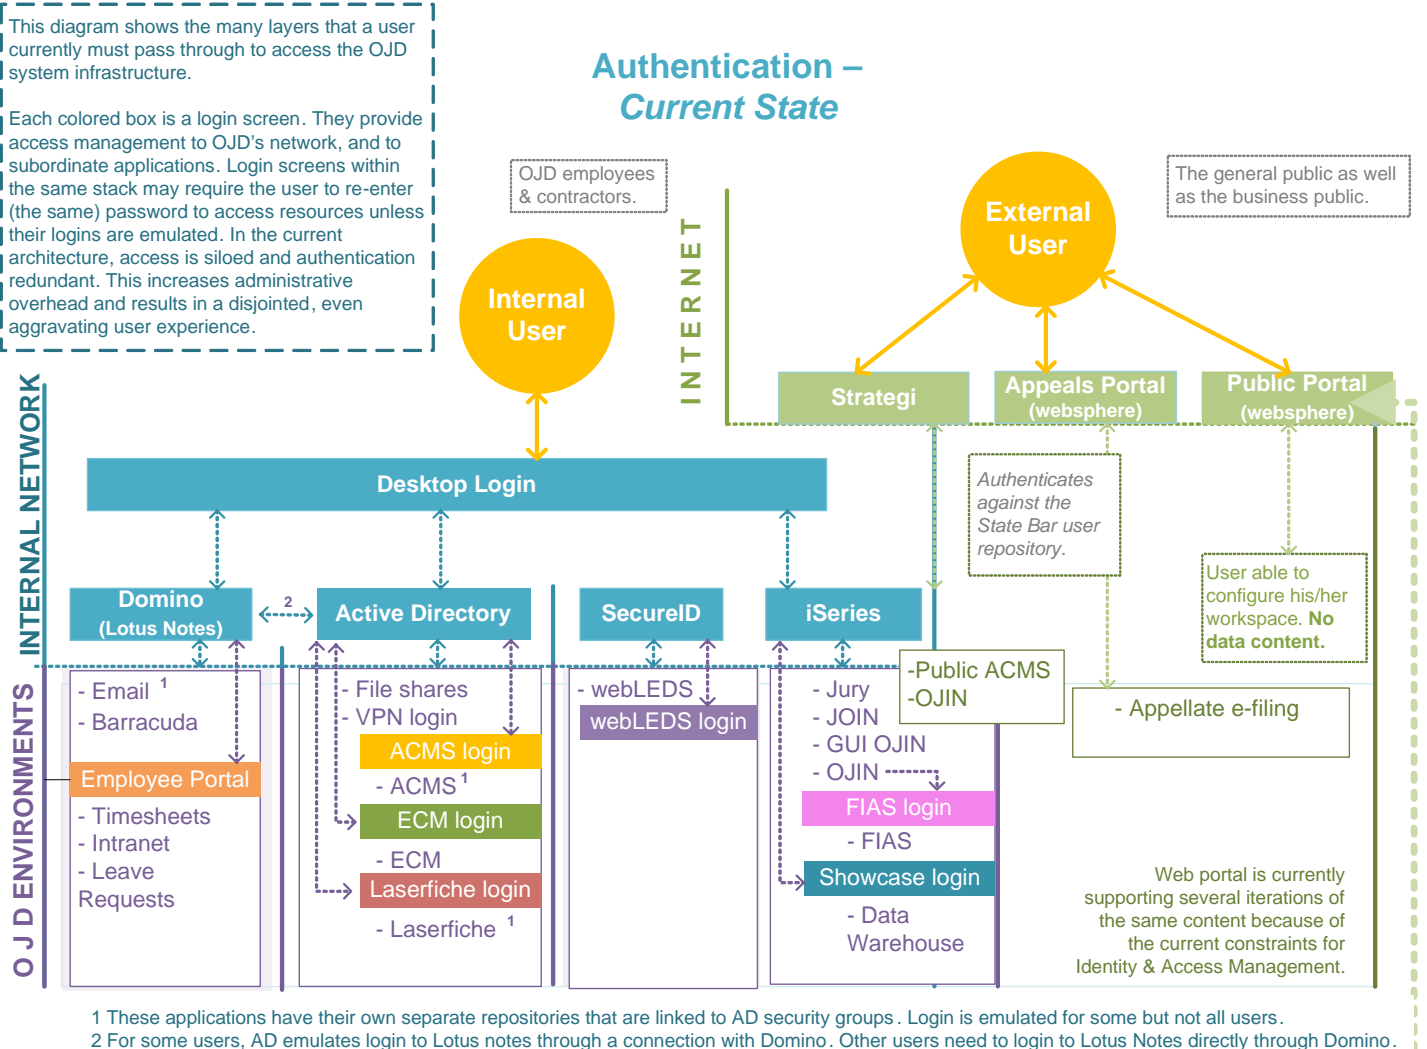 This diagram shows the many layers that a user
currently must pass through to access the OJD
system infrastructure.
Each colored box is a login screen. They provide
access management to OJD's network, and to
subordinate applications. Login screens within
the same stack may require the user to re-enter
(the same) password to access resources unless
their logins are emulated. In the current
architecture, access is siloed and authentication
redundant. This increases administrative
overhead and results in a disjointed, even
aggravating user experience.
Authentication –
Current State
OJD employees
& contractors.
The general public as well
as the business public.
INTERNET
External
User
Internal
User
Strategi
Appeals Portal
(websphere)
Public Portal
(websphere)
INTERNAL NETWORK
Desktop Login
Authenticates
against the
State Bar user
repository.
User able to
configure his/her
workspace. No
data content.
Domino
(Lotus Notes)
2
Active Directory
SecureID
iSeries
O J D ENVIRONMENTS
- Email 1
- Barracuda
Employee Portal
- Timesheets
- Intranet
- Leave
Requests
- File shares
- VPN login
ACMS login
- ACMS 1
ECM login
- ECM
Laserfiche login
- Laserfiche 1
- webLEDS
webLEDS login
- Jury
- JOIN
- GUI OJIN
- OJIN
FIAS login
- FIAS
Showcase login
- Data
Warehouse
-Public ACMS
-OJIN
- Appellate e-filing
Web portal is currently
supporting several iterations of
the same content because of
the current constraints for
Identity & Access Management.
1 These applications have their own separate repositories that are linked to AD security groups. Login is emulated for some but not all users.
2 For some users, AD emulates login to Lotus notes through a connection with Domino. Other users need to login to Lotus Notes directly through Domino.